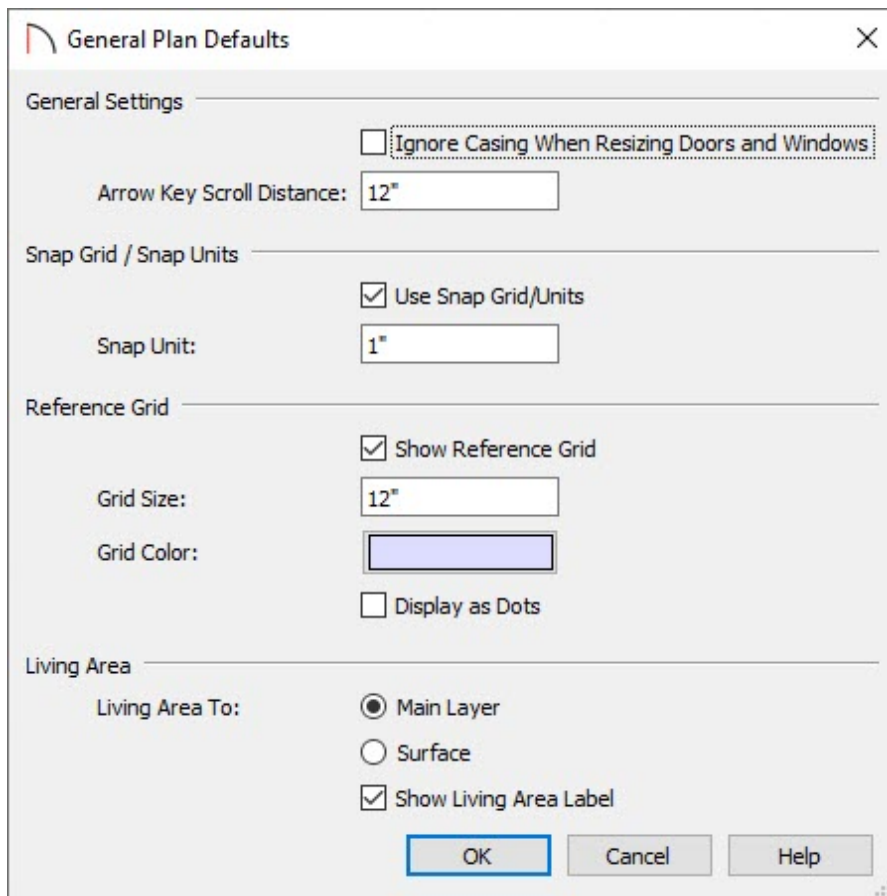 General Plan Defaults
General Settings
Ignore Casing When Resizing Doors and Windows
Arrow Key Scroll Distance: 12"
Snap Grid / Snap Units
Use Snap Grid/Units
Snap Unit: 1"
Reference Grid
Show Reference Grid
Grid Size: 12"
Grid Color:
Display as Dots
Living Area
Living Area To: Main Layer
Surface
Show Living Area Label
OK Cancel Help